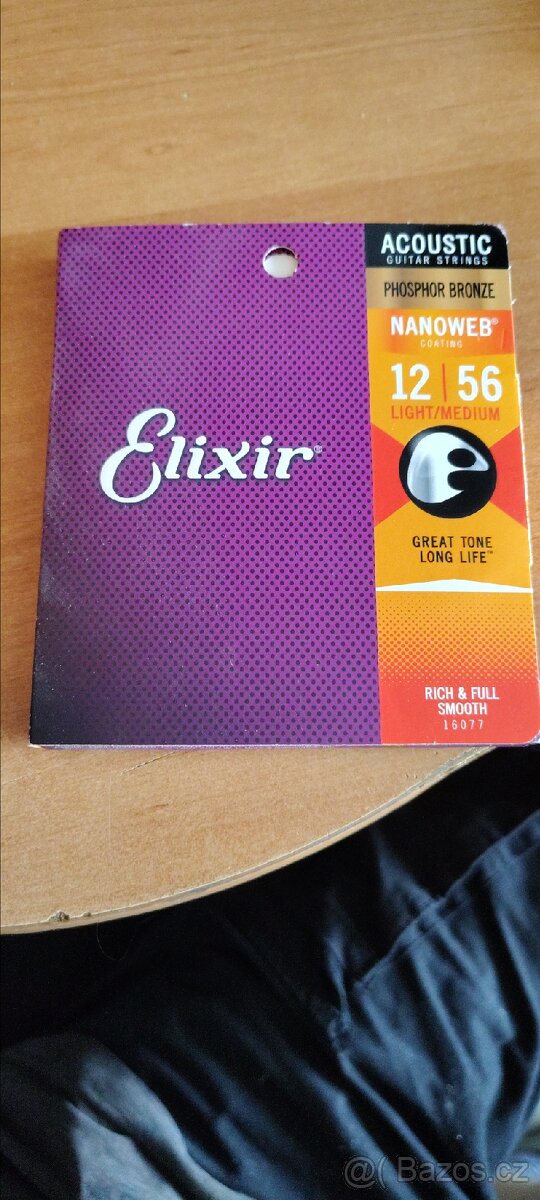 ACOUSTIC
GUITAR STRINGS
PHOSPHOR BRONZE
NANOWEB®
COATING
12 | 56
LIGHT/MEDIUM
Elixir®
GREAT TONE
LONG LIFE™
RICH & FULL
SMOOTH
16077
@( Bazos.cz